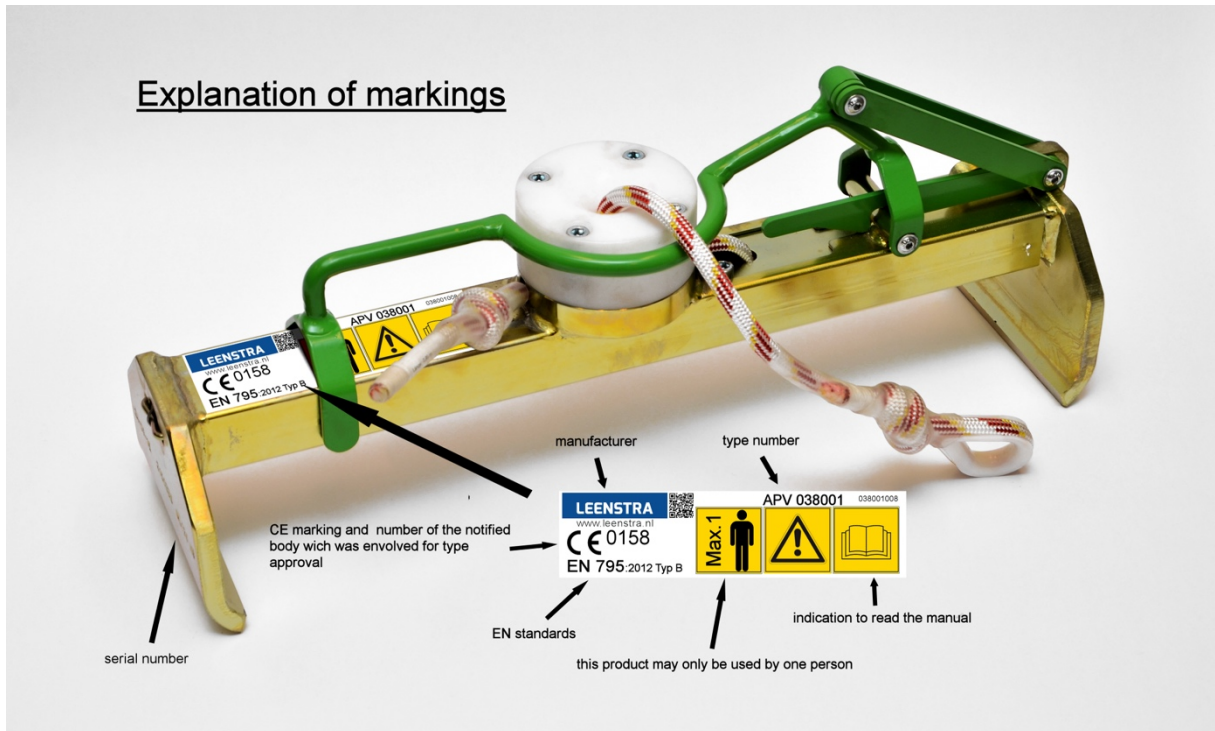 Explanation of markings
APV 038001
038001008
LEENSTRA
www.leenstra.nl
CE 0158
EN 795:2012 Typ B
manufacturer
type number
LEENSTRA
www.leenstra.nl
CE 0158
EN 795:2012 Typ B
APV 038001
038001008
Max.1
CE marking and number of the notified
body wich was envolved for type
approval
EN standards
indication to read the manual
this product may only be used by one person
serial number